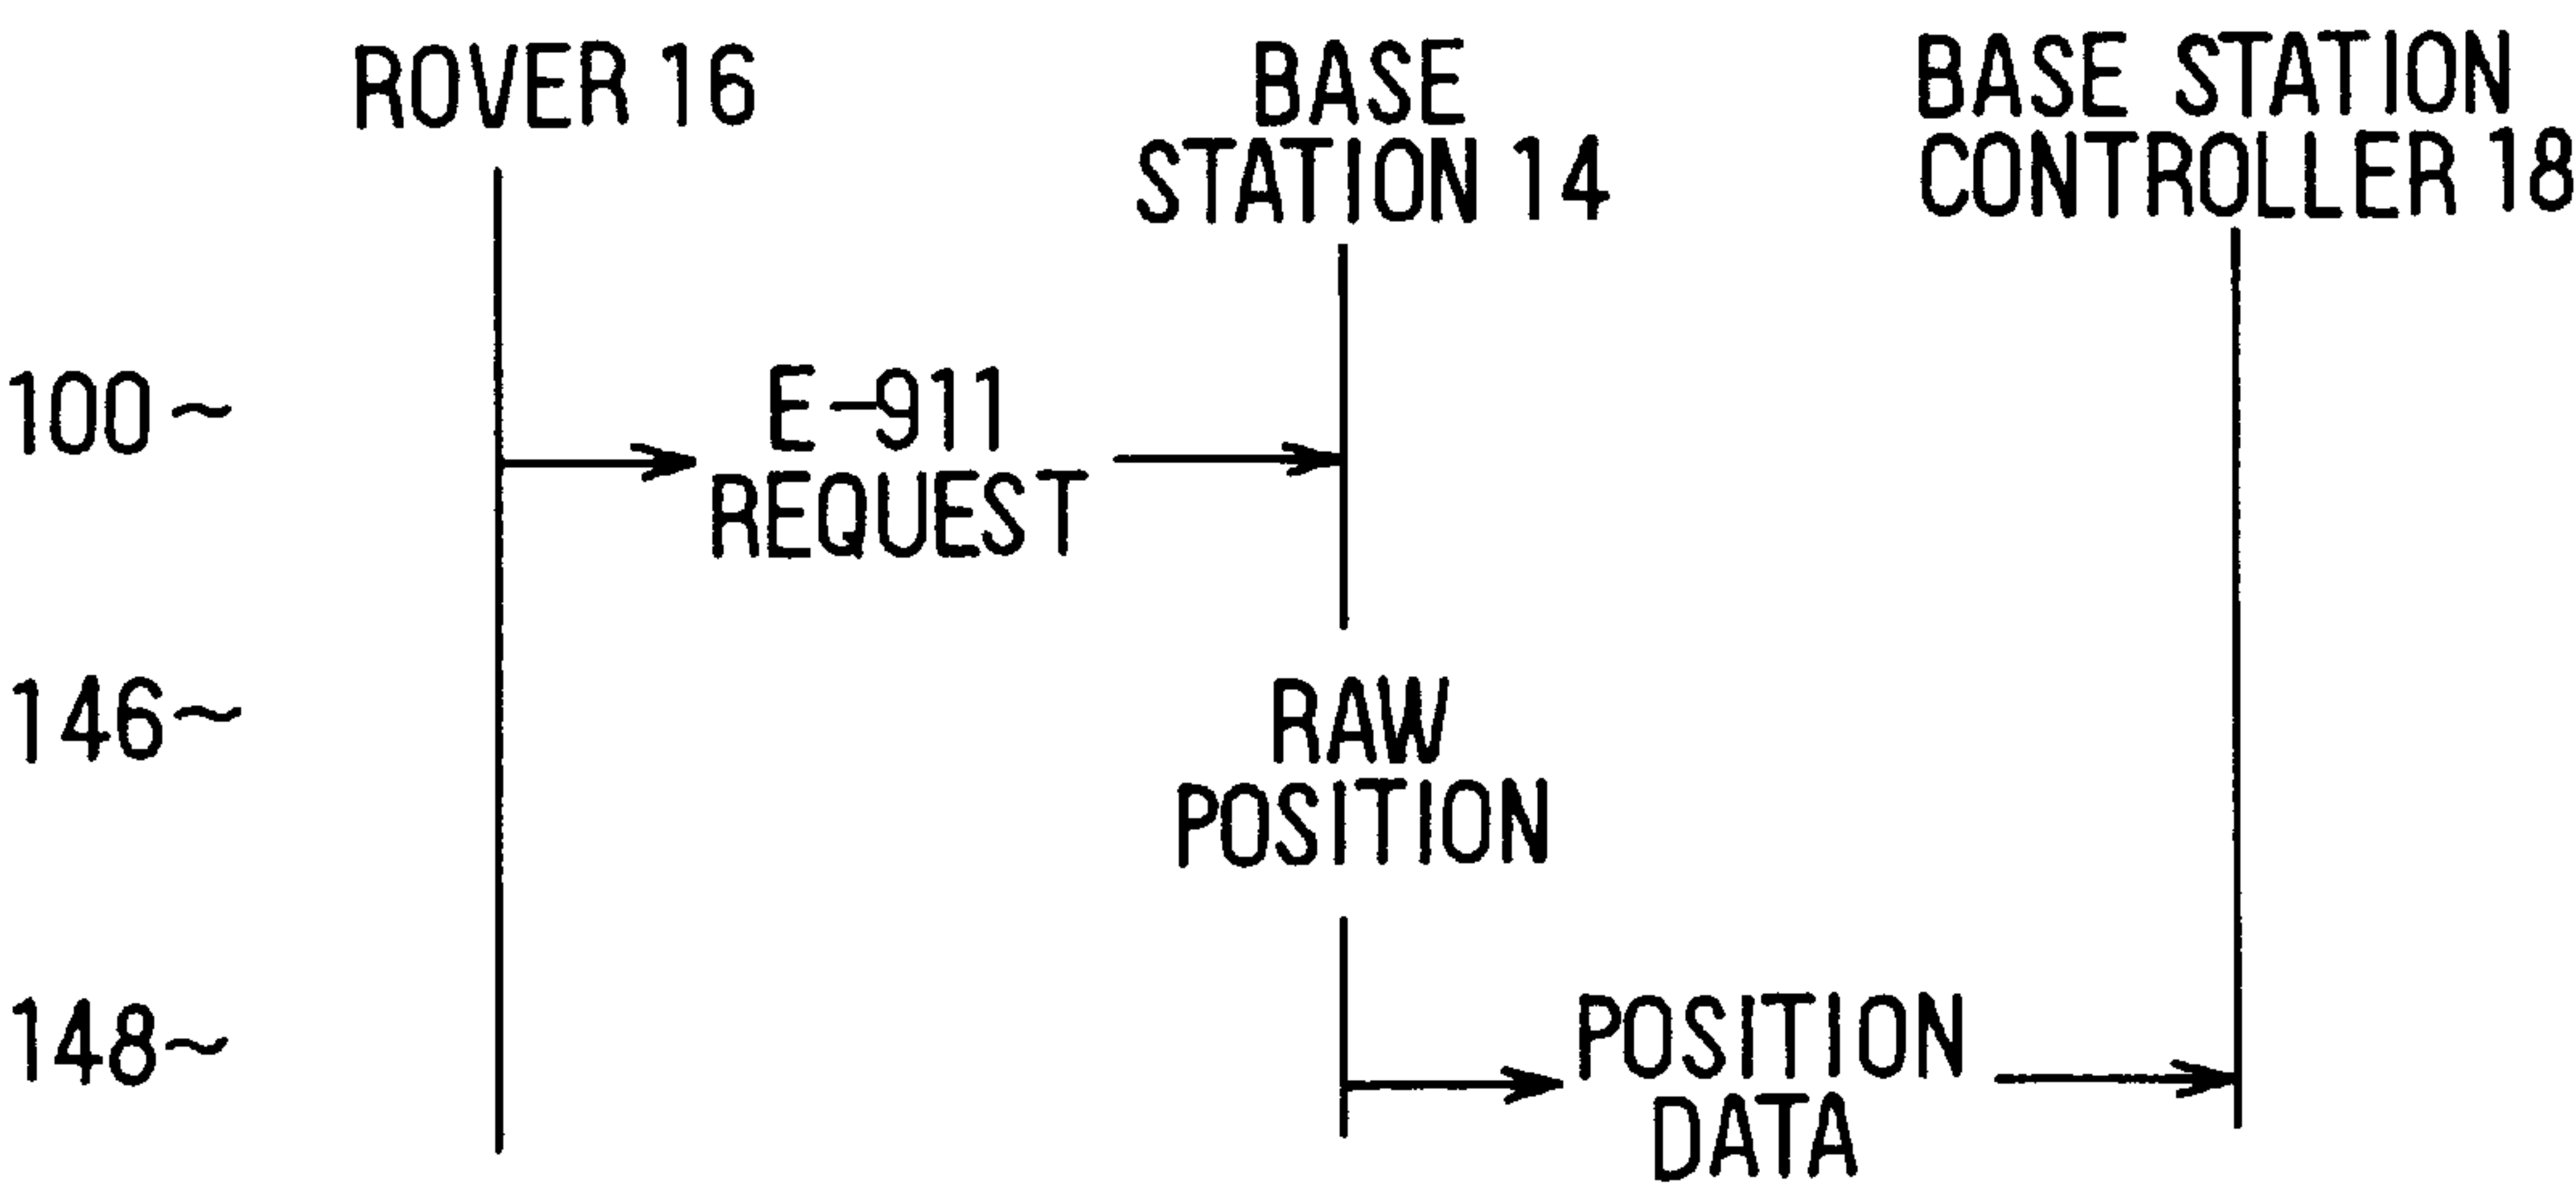 ROVER 16
BASE
STATION 14
BASE STATION
CONTROLLER 18
100~
E-911
REQUEST
146~
RAW
POSITION
148~
POSITION
DATA